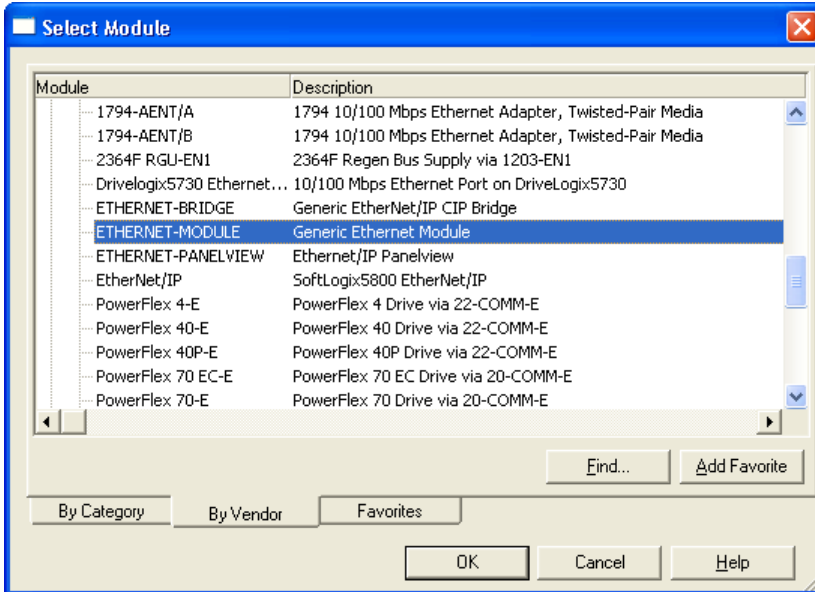 Select Module
Module Description
1794-AENT/A 1794 10/100 Mbps Ethernet Adapter, Twisted-Pair Media
1794-AENT/B 1794 10/100 Mbps Ethernet Adapter, Twisted-Pair Media
2364F RGU-EN1 2364F Regen Bus Supply via 1203-EN1
Drivelogix5730 Ethernet... 10/100 Mbps Ethernet Port on DriveLogix5730
ETHERNET-BRIDGE Generic EtherNet/IP CIP Bridge
ETHERNET-MODULE Generic Ethernet Module
ETHERNET-PANELVIEW Ethernet/IP Panelview
EtherNet/IP SoftLogix5800 EtherNet/IP
PowerFlex 4-E PowerFlex 4 Drive via 22-COMM-E
PowerFlex 40-E PowerFlex 40 Drive via 22-COMM-E
PowerFlex 40P-E PowerFlex 40P Drive via 22-COMM-E
PowerFlex 70 EC-E PowerFlex 70 EC Drive via 20-COMM-E
PowerFlex 70-E PowerFlex 70 Drive via 20-COMM-E
Find... Add Favorite
By Category By Vendor Favorites
OK Cancel Help